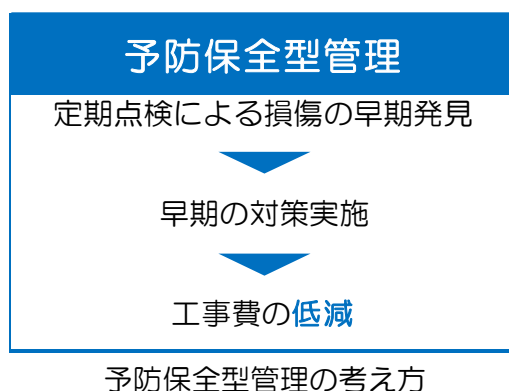 予防保全型管理
定期点検による損傷の早期発見
早期の対策実施
工事費の低減
予防保全型管理の考え方